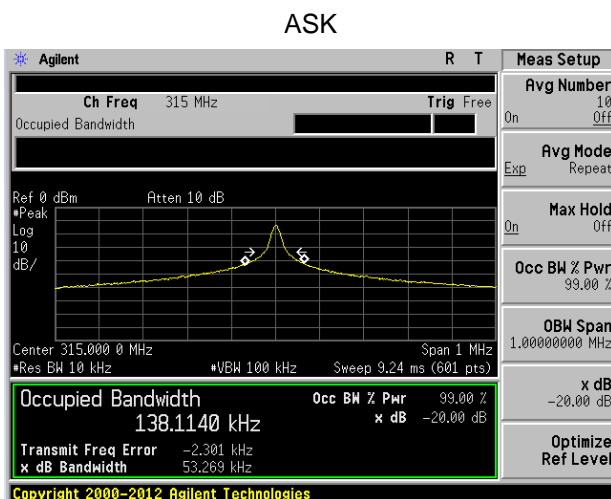 ASK
Agilent R T
Ch Freq 315 MHz Trig Free
Occupied Bandwidth
Ref 0 dBm Atten 10 dB
#Peak
Log
10
dB/
Center 315.000 0 MHz Span 1 MHz
#Res BW 10 kHz #VBW 100 kHz Sweep 9.24 ms (601 pts)
Occupied Bandwidth Occ BW % Pwr 99.00 %
138.1140 kHz x dB -20.00 dB
Transmit Freq Error -2.301 kHz
x dB Bandwidth 53.269 kHz
Copyright 2000-2012 Agilent Technologies
Meas Setup
Avg Number
10
On Off
Avg Mode
Exp Repeat
Max Hold
On Off
Occ BW % Pwr
99.00 %
OBW Span
1.00000000 MHz
x dB
-20.00 dB
Optimize
Ref Level